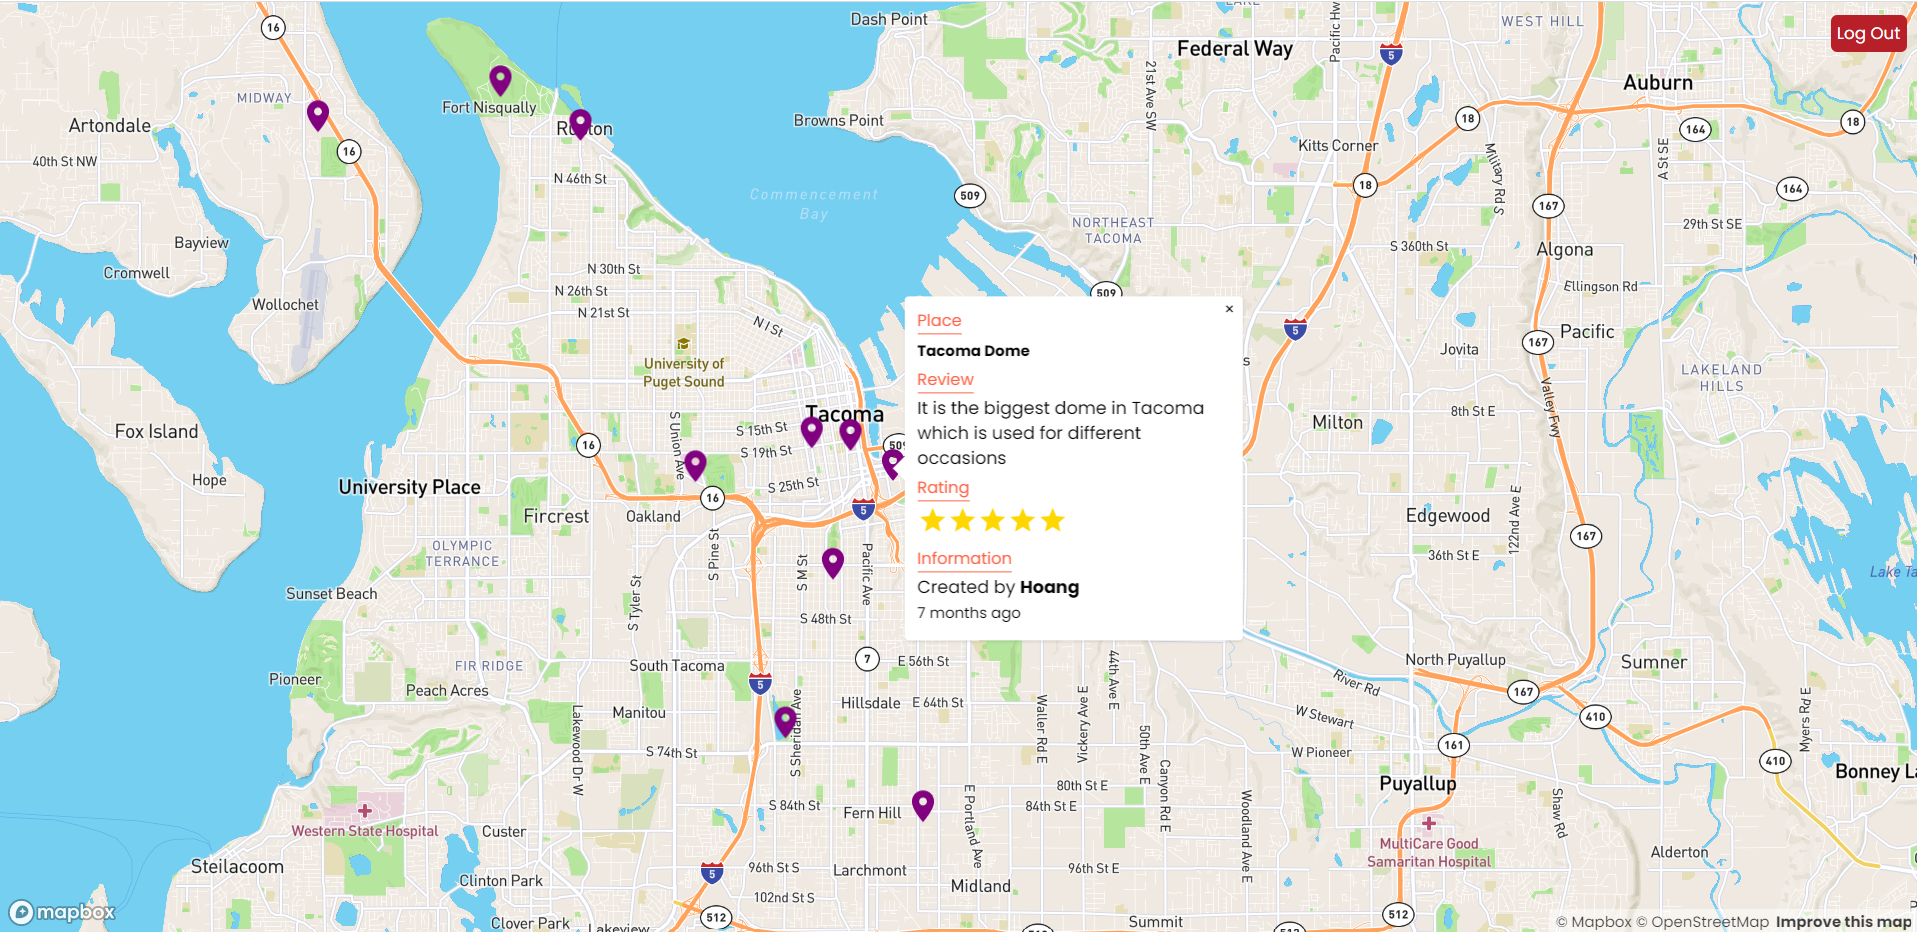 16
Dash Point
LAKE
Pacific Hw
WEST HILL
Log Out
Federal Way
5
Auburn
21st Ave SW
MIDWAY
Fort Nisqually
Artondale
Browns Point
18
18
164
Kitts Corner
A St SE
Military Rd S
40th St NW
16
N 46th St
18
164
Commencement
Bay
509
167
NORTHEAST
TACOMA
29th St SE
Bayview
S 360th St
Algona
Cromwell
N 30th St
Wollochet
N 26th St
509
Ellingson Rd
N 21st St
N J St
5
Pacific
Place
Tacoma Dome
167
Jovita
University of
Puget Sound
Review
LAKELAND
HILLS
Valley Fwy
It is the biggest dome in Tacoma
which is used for different
occasions
Tacoma
8th St E
Milton
Fox Island
S Union Ave
S 15th St
16
S 19th St
509
Hope
University Place
S 25th St
Rating
16
5
Fircrest
Oakland
Edgewood
122nd Ave E
167
S Pine St
OLYMPIC
TERRANCE
36th St E
Information
S M St
Pacific Ave
Created by Hoang
7 months ago
Sunset Beach
S Tyler St
S 48th St
FIR RIDGE
South Tacoma
7
E 56th St
44th Ave E
North Puyallup
Sumner
Pioneer
Peach Acres
5
River Rd
167
Hillsdale
E 64th St
Waller Rd E
Vickery Ave E
Manitou
S Sheridan Ave
W Stewart
410
Myers Rd E
Lakewood Dr W
S 74th St
50th Ave E
W Pioneer
161
410
Canyon Rd E
Puyallup
80th St E
S 84th St
Fern Hill
E Portland Ave
84th St E
Woodland Ave E
Shaw Rd
Western State Hospital
Custer
MultiCare Good
Samaritan Hospital
Alderton
Steilacoom
5
96th St S
Larchmont
96th St E
Clinton Park
Midland
102nd St S
mapbox
Clover Park
512
Summit
512
© Mapbox © OpenStreetMap Improve this map